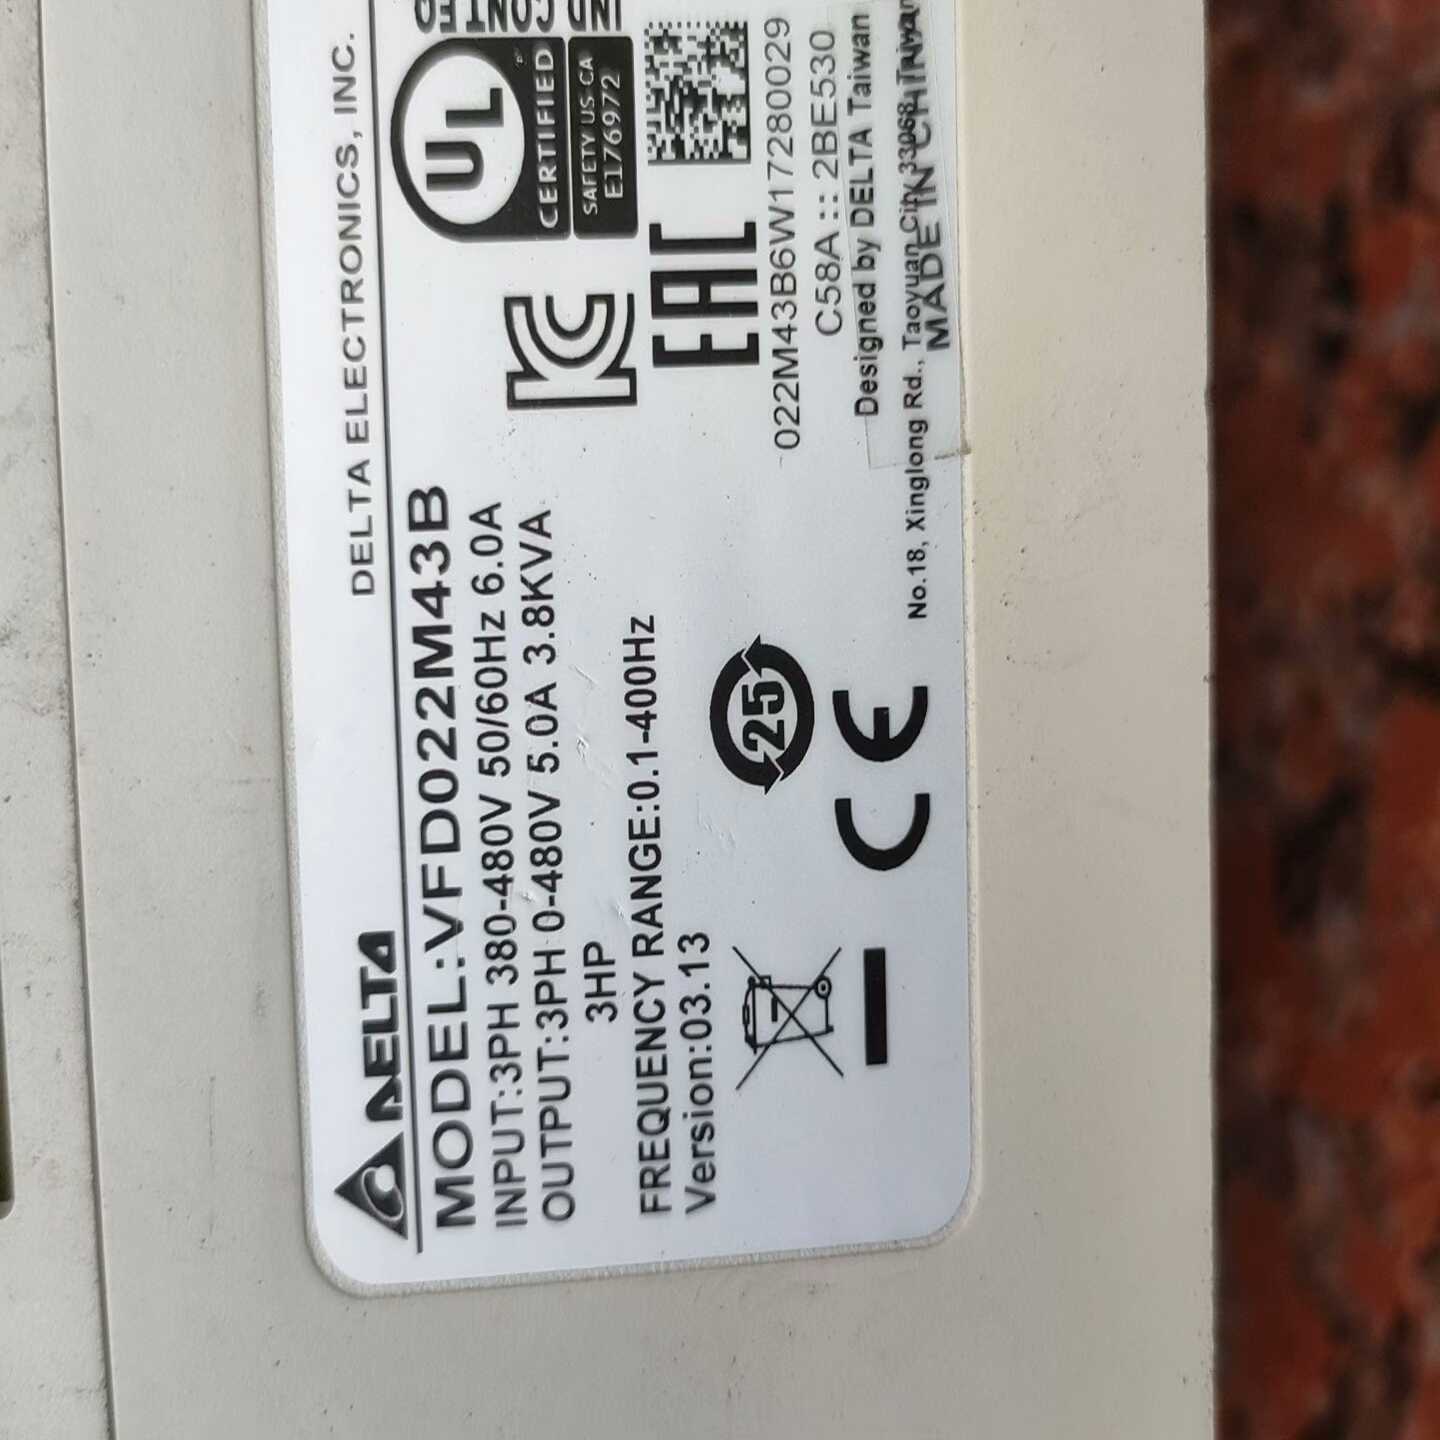 DELTA
DELTA ELECTRONICS, INC.
MODEL:VFD022M43B
INPUT:3PH 380-480V 50/60Hz 6.0A
OUTPUT:3PH 0-480V 5.0A 3.8KVA
3HP
FREQUENCY RANGE:0.1-400Hz
Version:03.13
25
CE
UL
CERTIFIED
SAFETY US-CA
E176972
IND
CONT
KC
EAC
022M43B6W17280029
C58A :: 2BE530
Designed by DELTA Taiwan
No.18, Xinglong Rd., Taoyuan City 33068, Taiwan
MADE IN CHINA